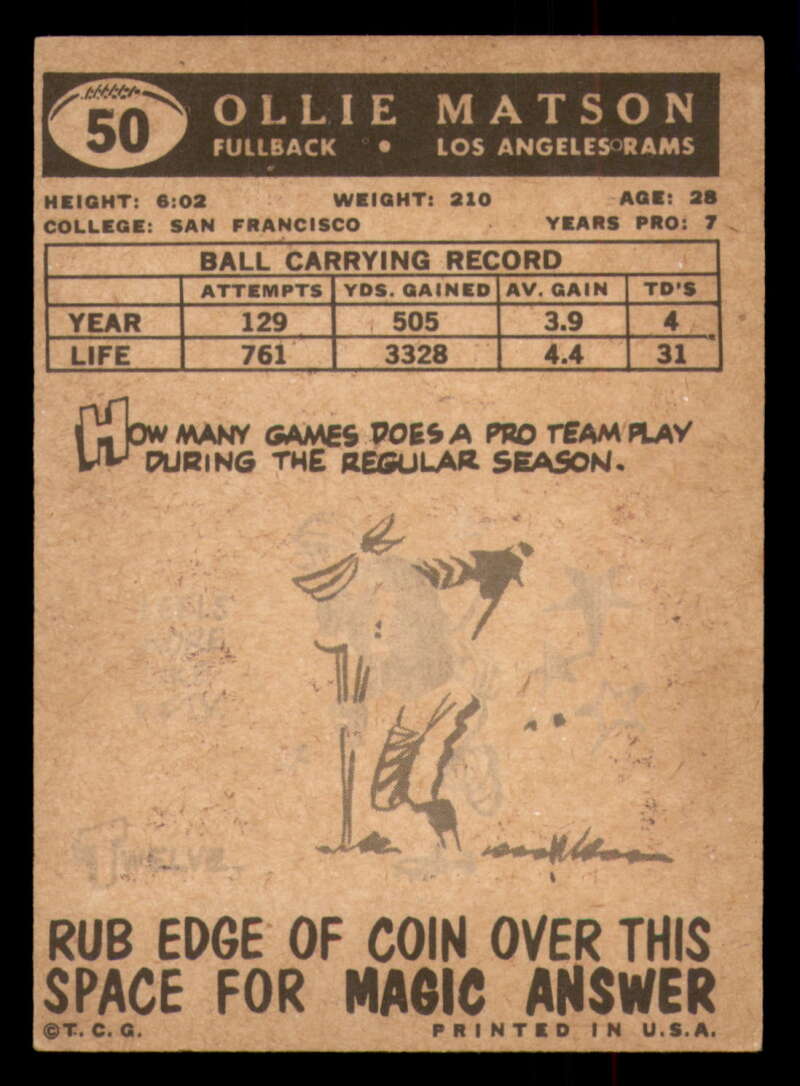 50
OLLIE MATSON
FULLBACK • LOS ANGELES RAMS
HEIGHT: 6:02 WEIGHT: 210 AGE: 28
COLLEGE: SAN FRANCISCO YEARS PRO: 7
BALL CARRYING RECORD
ATTEMPTS YDS. GAINED AV. GAIN TD'S
YEAR 129 505 3.9 4
LIFE 761 3328 4.4 31
HOW MANY GAMES DOES A PRO TEAM PLAY
DURING THE REGULAR SEASON.
TWELVE.
RUB EDGE OF COIN OVER THIS
SPACE FOR MAGIC ANSWER
©T. C. G. PRINTED IN U.S.A.